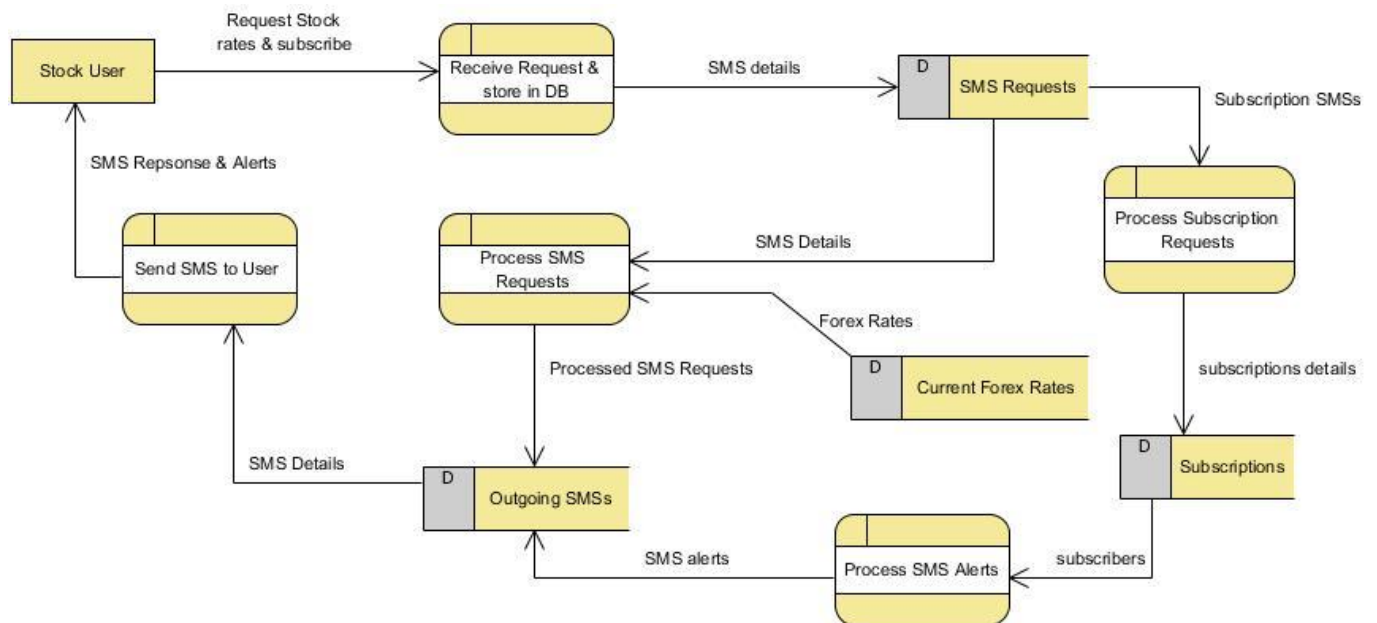 Request Stock
rates & subscribe
Stock User
Receive Request &
store in DB
SMS details
D
SMS Requests
Subscription SMSs
SMS Repsonse & Alerts
Process Subscription
Requests
Send SMS to User
Process SMS
Requests
SMS Details
Forex Rates
Processed SMS Requests
D
Current Forex Rates
subscriptions details
SMS Details
D
Outgoing SMSs
D
Subscriptions
SMS alerts
Process SMS Alerts
subscribers